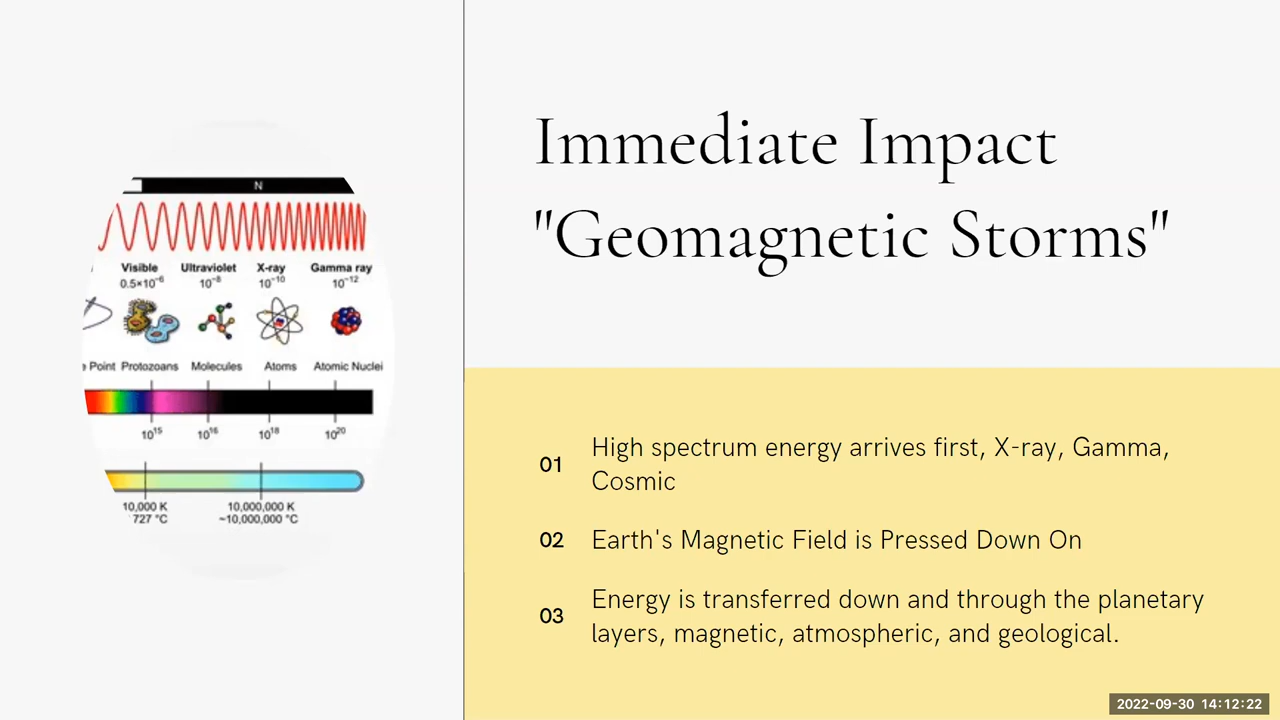 N
Visible Ultraviolet X-ray Gamma ray
0.5×10⁻⁶ 10⁻⁸ 10⁻¹⁰ 10⁻¹²
Point Protozoans Molecules Atoms Atomic Nuclei
10¹⁵ 10¹⁶ 10¹⁸ 10²⁰
10,000 K 10,000,000 K
727 °C ~10,000,000 °C
Immediate Impact
"Geomagnetic Storms"
01 High spectrum energy arrives first, X-ray, Gamma,
Cosmic
02 Earth's Magnetic Field is Pressed Down On
03 Energy is transferred down and through the planetary
layers, magnetic, atmospheric, and geological.
2022-09-30 14:12:22